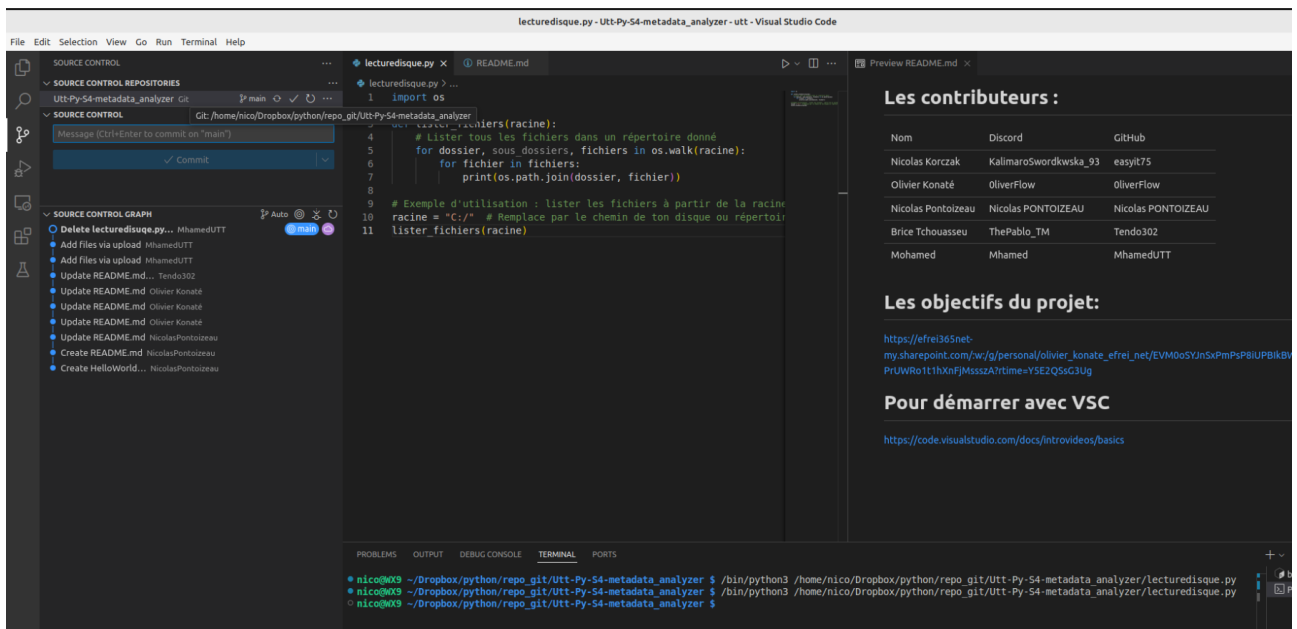 lecturedisque.py - Utt-Py-S4-metadata_analyzer - utt - Visual Studio Code
File Edit Selection View Go Run Terminal Help
SOURCE CONTROL
SOURCE CONTROL REPOSITORIES
Utt-Py-S4-metadata_analyzer Git main
SOURCE CONTROL
Git: /home/nico/Dropbox/python/repo_git/Utt-Py-S4-metadata_analyzer
Message (Ctrl+Enter to commit on "main")
Commit
SOURCE CONTROL GRAPH Auto
Delete lecturedisuqe.py... MhamedUTT main
Add files via upload MhamedUTT
Add files via upload MhamedUTT
Update README.md... Tendo302
Update README.md Olivier Konaté
Update README.md Olivier Konaté
Update README.md Olivier Konaté
Update README.md NicolasPontoizeau
Create README.md NicolasPontoizeau
Create HelloWorld... NicolasPontoizeau
lecturedisque.py README.md
lecturedisque.py > ...
1 import os
3 def lister_fichiers(racine):
4 # Lister tous les fichiers dans un répertoire donné
5 for dossier, sous_dossiers, fichiers in os.walk(racine):
6 for fichier in fichiers:
7 print(os.path.join(dossier, fichier))
8
9 # Exemple d'utilisation : lister les fichiers à partir de la racine
10 racine = "C:/" # Remplace par le chemin de ton disque ou répertoir
11 lister_fichiers(racine)
Preview README.md
Les contributeurs :
Nom Discord GitHub
Nicolas Korczak KalimaroSwordkwska_93 easyit75
Olivier Konaté 0liverFlow 0liverFlow
Nicolas Pontoizeau Nicolas PONTOIZEAU Nicolas PONTOIZEAU
Brice Tchouasseu ThePablo_TM Tendo302
Mohamed Mhamed MhamedUTT
Les objectifs du projet:
https://efrei365net-
my.sharepoint.com/:w:/g/personal/olivier_konate_efrei_net/EVM0oSYJnSxPmPsP8iUPBIkBW
PrUWRo1t1hXnFjMssszA?rtime=Y5E2QSsG3Ug
Pour démarrer avec VSC
https://code.visualstudio.com/docs/introvideos/basics
PROBLEMS OUTPUT DEBUG CONSOLE TERMINAL PORTS
nico@WX9 ~/Dropbox/python/repo_git/Utt-Py-S4-metadata_analyzer $ /bin/python3 /home/nico/Dropbox/python/repo_git/Utt-Py-S4-metadata_analyzer/lecturedisque.py
nico@WX9 ~/Dropbox/python/repo_git/Utt-Py-S4-metadata_analyzer $ /bin/python3 /home/nico/Dropbox/python/repo_git/Utt-Py-S4-metadata_analyzer/lecturedisque.py
nico@WX9 ~/Dropbox/python/repo_git/Utt-Py-S4-metadata_analyzer $